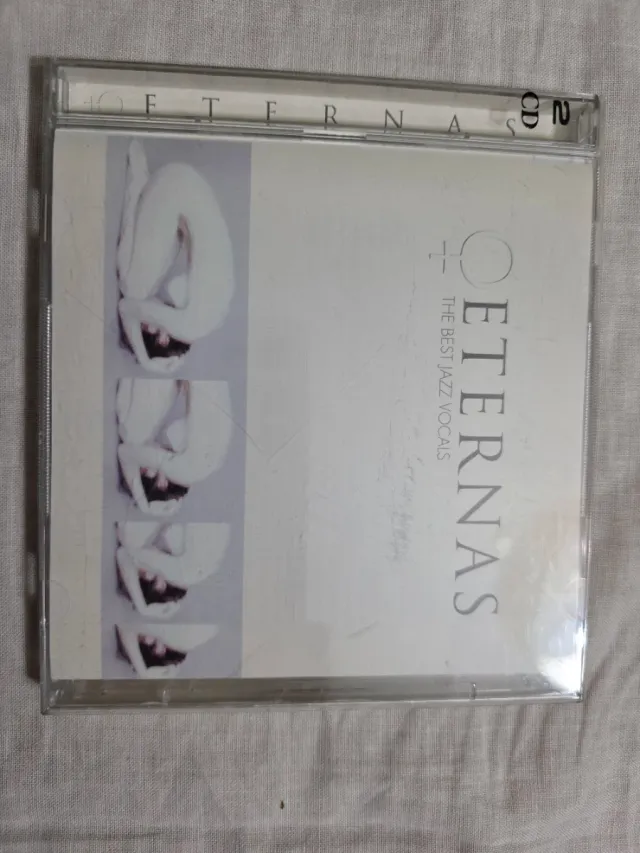 ETERNAS
2
CD
ETERNAS
THE BEST JAZZ VOCALS